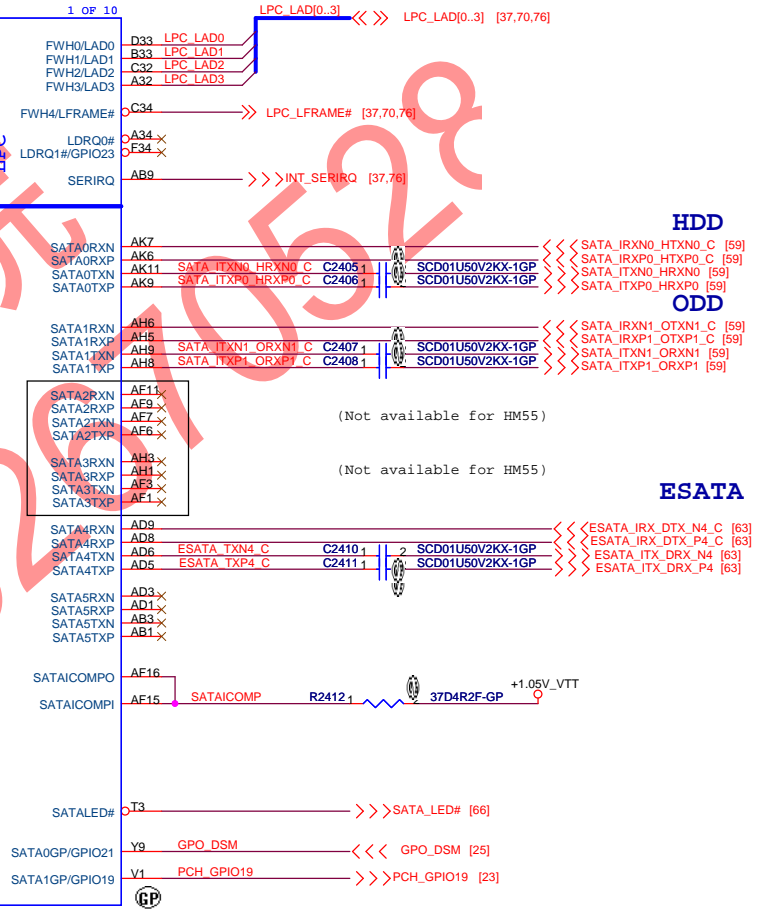 1 OF 10
LPC_LAD[0..3] LPC_LAD[0..3] [37,70,76]
FWH0/LAD0 D33 LPC_LAD0
FWH1/LAD1 B33 LPC_LAD1
FWH2/LAD2 C32 LPC_LAD2
FWH3/LAD3 A32 LPC_LAD3
FWH4/LFRAME# C34 LPC_LFRAME# [37,70,76]
LDRQ0# A34
LDRQ1#/GPIO23 F34
SERIRQ AB9 INT_SERIRQ [37,76]
HDD
SATA0RXN AK7 SATA_IRXN0_HTXN0_C [59]
SATA0RXP AK6 SATA_IRXP0_HTXP0_C [59]
SATA0TXN AK11 SATA_ITXN0_HRXN0_C C2405 1 SCD01U50V2KX-1GP SATA_ITXN0_HRXN0 [59]
SATA0TXP AK9 SATA_ITXP0_HRXP0_C C2406 1 SCD01U50V2KX-1GP SATA_ITXP0_HRXP0 [59]
ODD
SATA1RXN AH6 SATA_IRXN1_OTXN1_C [59]
SATA1RXP AH5 SATA_IRXP1_OTXP1_C [59]
SATA1TXN AH9 SATA_ITXN1_ORXN1_C C2407 1 SCD01U50V2KX-1GP SATA_ITXN1_ORXN1 [59]
SATA1TXP AH8 SATA_ITXP1_ORXP1_C C2408 1 SCD01U50V2KX-1GP SATA_ITXP1_ORXP1 [59]
SATA2RXN AF11
SATA2RXP AF9
SATA2TXN AF7 (Not available for HM55)
SATA2TXP AF6
SATA3RXN AH3
SATA3RXP AH1 (Not available for HM55)
SATA3TXN AF3
SATA3TXP AF1
ESATA
SATA4RXN AD9 ESATA_IRX_DTX_N4_C [63]
SATA4RXP AD8 ESATA_IRX_DTX_P4_C [63]
SATA4TXN AD6 ESATA_TXN4_C C2410 1 2 SCD01U50V2KX-1GP ESATA_ITX_DRX_N4 [63]
SATA4TXP AD5 ESATA_TXP4_C C2411 1 SCD01U50V2KX-1GP ESATA_ITX_DRX_P4 [63]
SATA5RXN AD3
SATA5RXP AD1
SATA5TXN AB3
SATA5TXP AB1
SATAICOMPO AF16
+1.05V_VTT
SATAICOMPI AF15 SATAICOMP R2412 1 2 37D4R2F-GP
SATALED# T3 SATA_LED# [66]
SATA0GP/GPIO21 Y9 GPO_DSM GPO_DSM [25]
SATA1GP/GPIO19 V1 PCH_GPIO19 PCH_GPIO19 [23]
GP